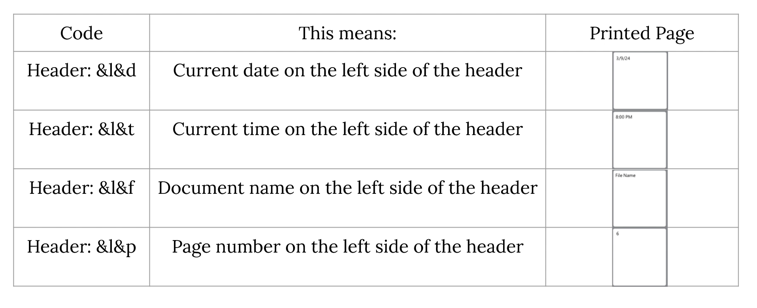 Code This means: Printed Page
Header: &l&d Current date on the left side of the header 3/9/24
Header: &l&t Current time on the left side of the header 8:00 PM
Header: &l&f Document name on the left side of the header File Name
Header: &l&p Page number on the left side of the header 6